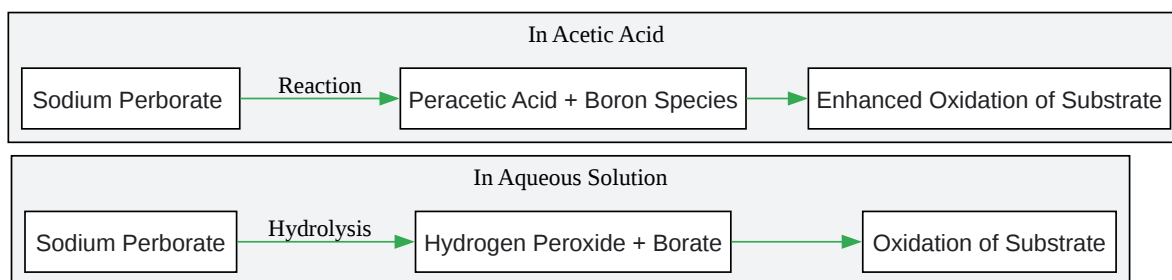 In Acetic Acid
Sodium Perborate
Reaction
Peracetic Acid + Boron Species
Enhanced Oxidation of Substrate
In Aqueous Solution
Sodium Perborate
Hydrolysis
Hydrogen Peroxide + Borate
Oxidation of Substrate